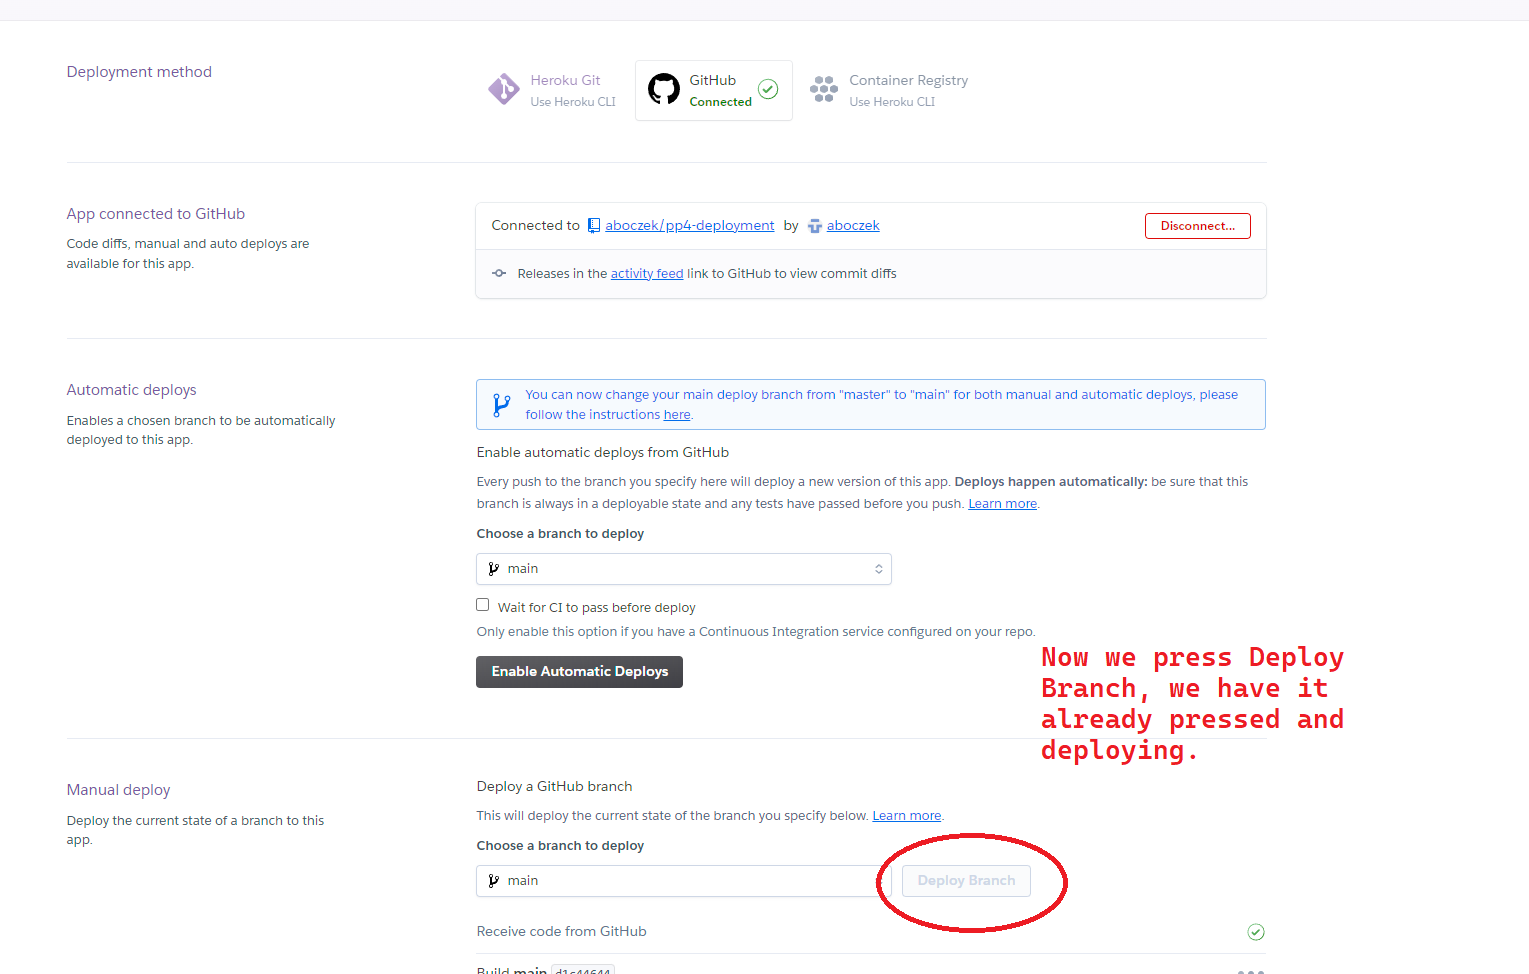 Deployment method
Heroku Git
Use Heroku CLI
GitHub
Connected
Container Registry
Use Heroku CLI
App connected to GitHub
Code diffs, manual and auto deploys are
available for this app.
Connected to aboczek/pp4-deployment by aboczek
Disconnect...
Releases in the activity feed link to GitHub to view commit diffs
Automatic deploys
Enables a chosen branch to be automatically
deployed to this app.
You can now change your main deploy branch from "master" to "main" for both manual and automatic deploys, please
follow the instructions here.
Enable automatic deploys from GitHub
Every push to the branch you specify here will deploy a new version of this app. Deploys happen automatically: be sure that this
branch is always in a deployable state and any tests have passed before you push. Learn more.
Choose a branch to deploy
main
Wait for CI to pass before deploy
Only enable this option if you have a Continuous Integration service configured on your repo.
Enable Automatic Deploys
Now we press Deploy
Branch, we have it
already pressed and
deploying.
Manual deploy
Deploy the current state of a branch to this
app.
Deploy a GitHub branch
This will deploy the current state of the branch you specify below. Learn more.
Choose a branch to deploy
main
Deploy Branch
Receive code from GitHub
Build main d1c44644